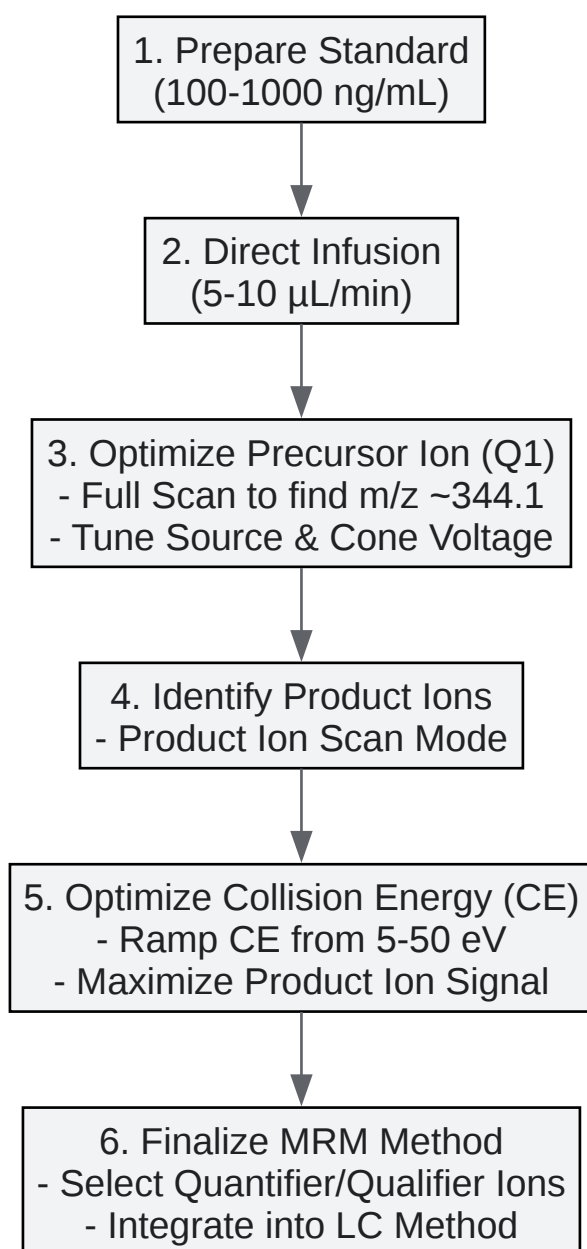 1. Prepare Standard
(100-1000 ng/mL)
2. Direct Infusion
(5-10 µL/min)
3. Optimize Precursor Ion (Q1)
- Full Scan to find m/z ~344.1
- Tune Source & Cone Voltage
4. Identify Product Ions
- Product Ion Scan Mode
5. Optimize Collision Energy (CE)
- Ramp CE from 5-50 eV
- Maximize Product Ion Signal
6. Finalize MRM Method
- Select Quantifier/Qualifier Ions
- Integrate into LC Method